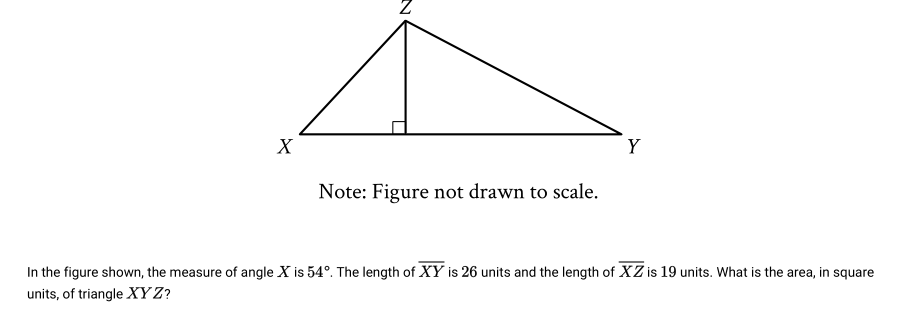 Z
X
Y
Note: Figure not drawn to scale.
In the figure shown, the measure of angle X is 54°. The length of XY is 26 units and the length of XZ is 19 units. What is the area, in square
units, of triangle XYZ?